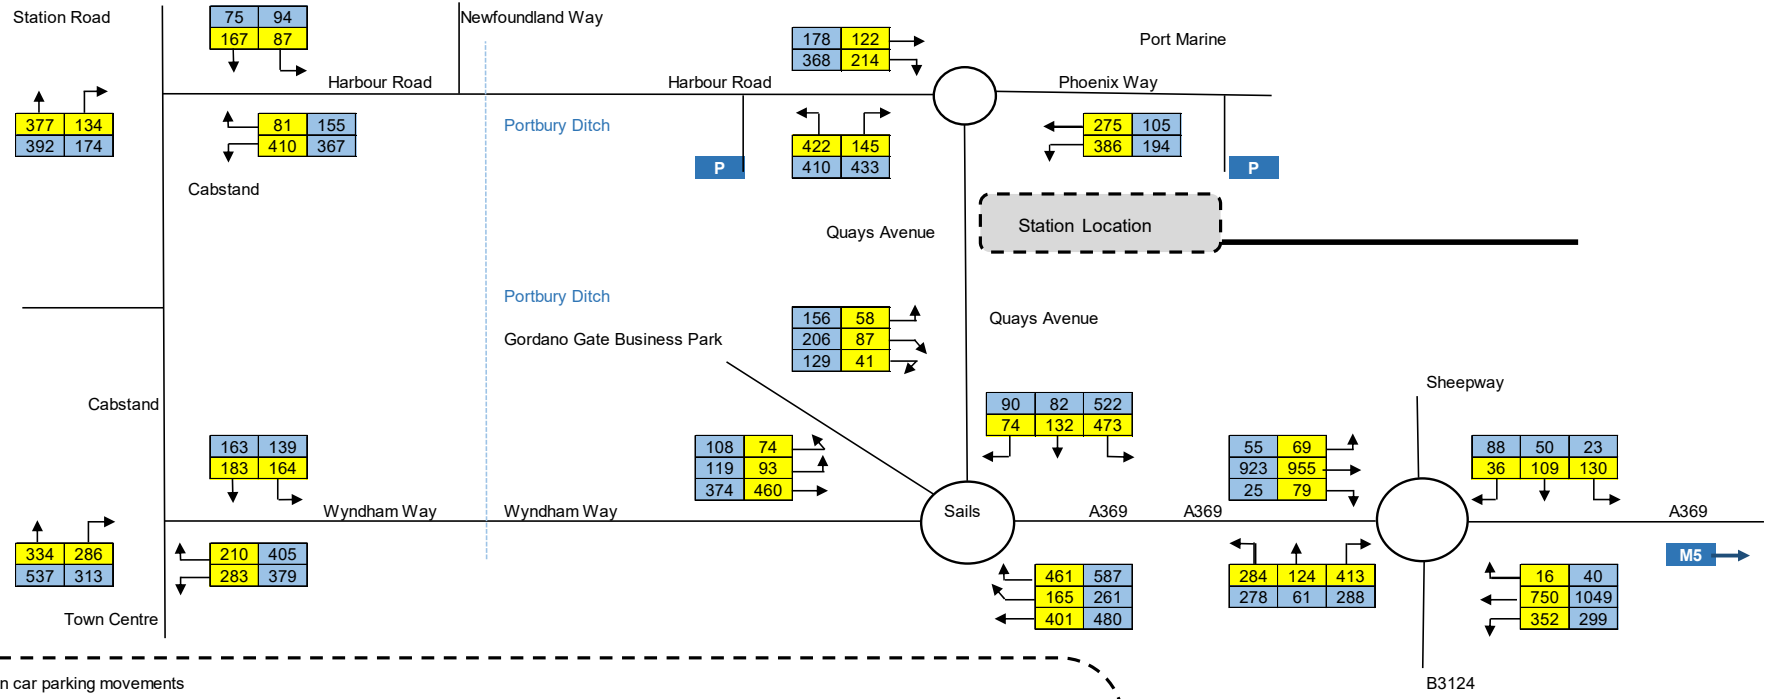 Station Road
75 94
167 87
Newfoundland Way
178 122
368 214
Port Marine
Harbour Road
Harbour Road
Phoenix Way
377 134
392 174
81 155
410 367
Portbury Ditch
422 145
410 433
275 105
386 194
P
P
Cabstand
Quays Avenue
Station Location
Portbury Ditch
Gordano Gate Business Park
156 58
206 87
129 41
Quays Avenue
Sheepway
Cabstand
90 82 522
74 132 473
163 139
183 164
108 74
119 93
374 460
55 69
923 955
25 79
88 50 23
36 109 130
Wyndham Way
Wyndham Way
Sails
A369
A369
A369
334 286
537 313
210 405
283 379
M5
461 587
165 261
401 480
284 124 413
278 61 288
16 40
750 1049
352 299
Town Centre
n car parking movements
B3124